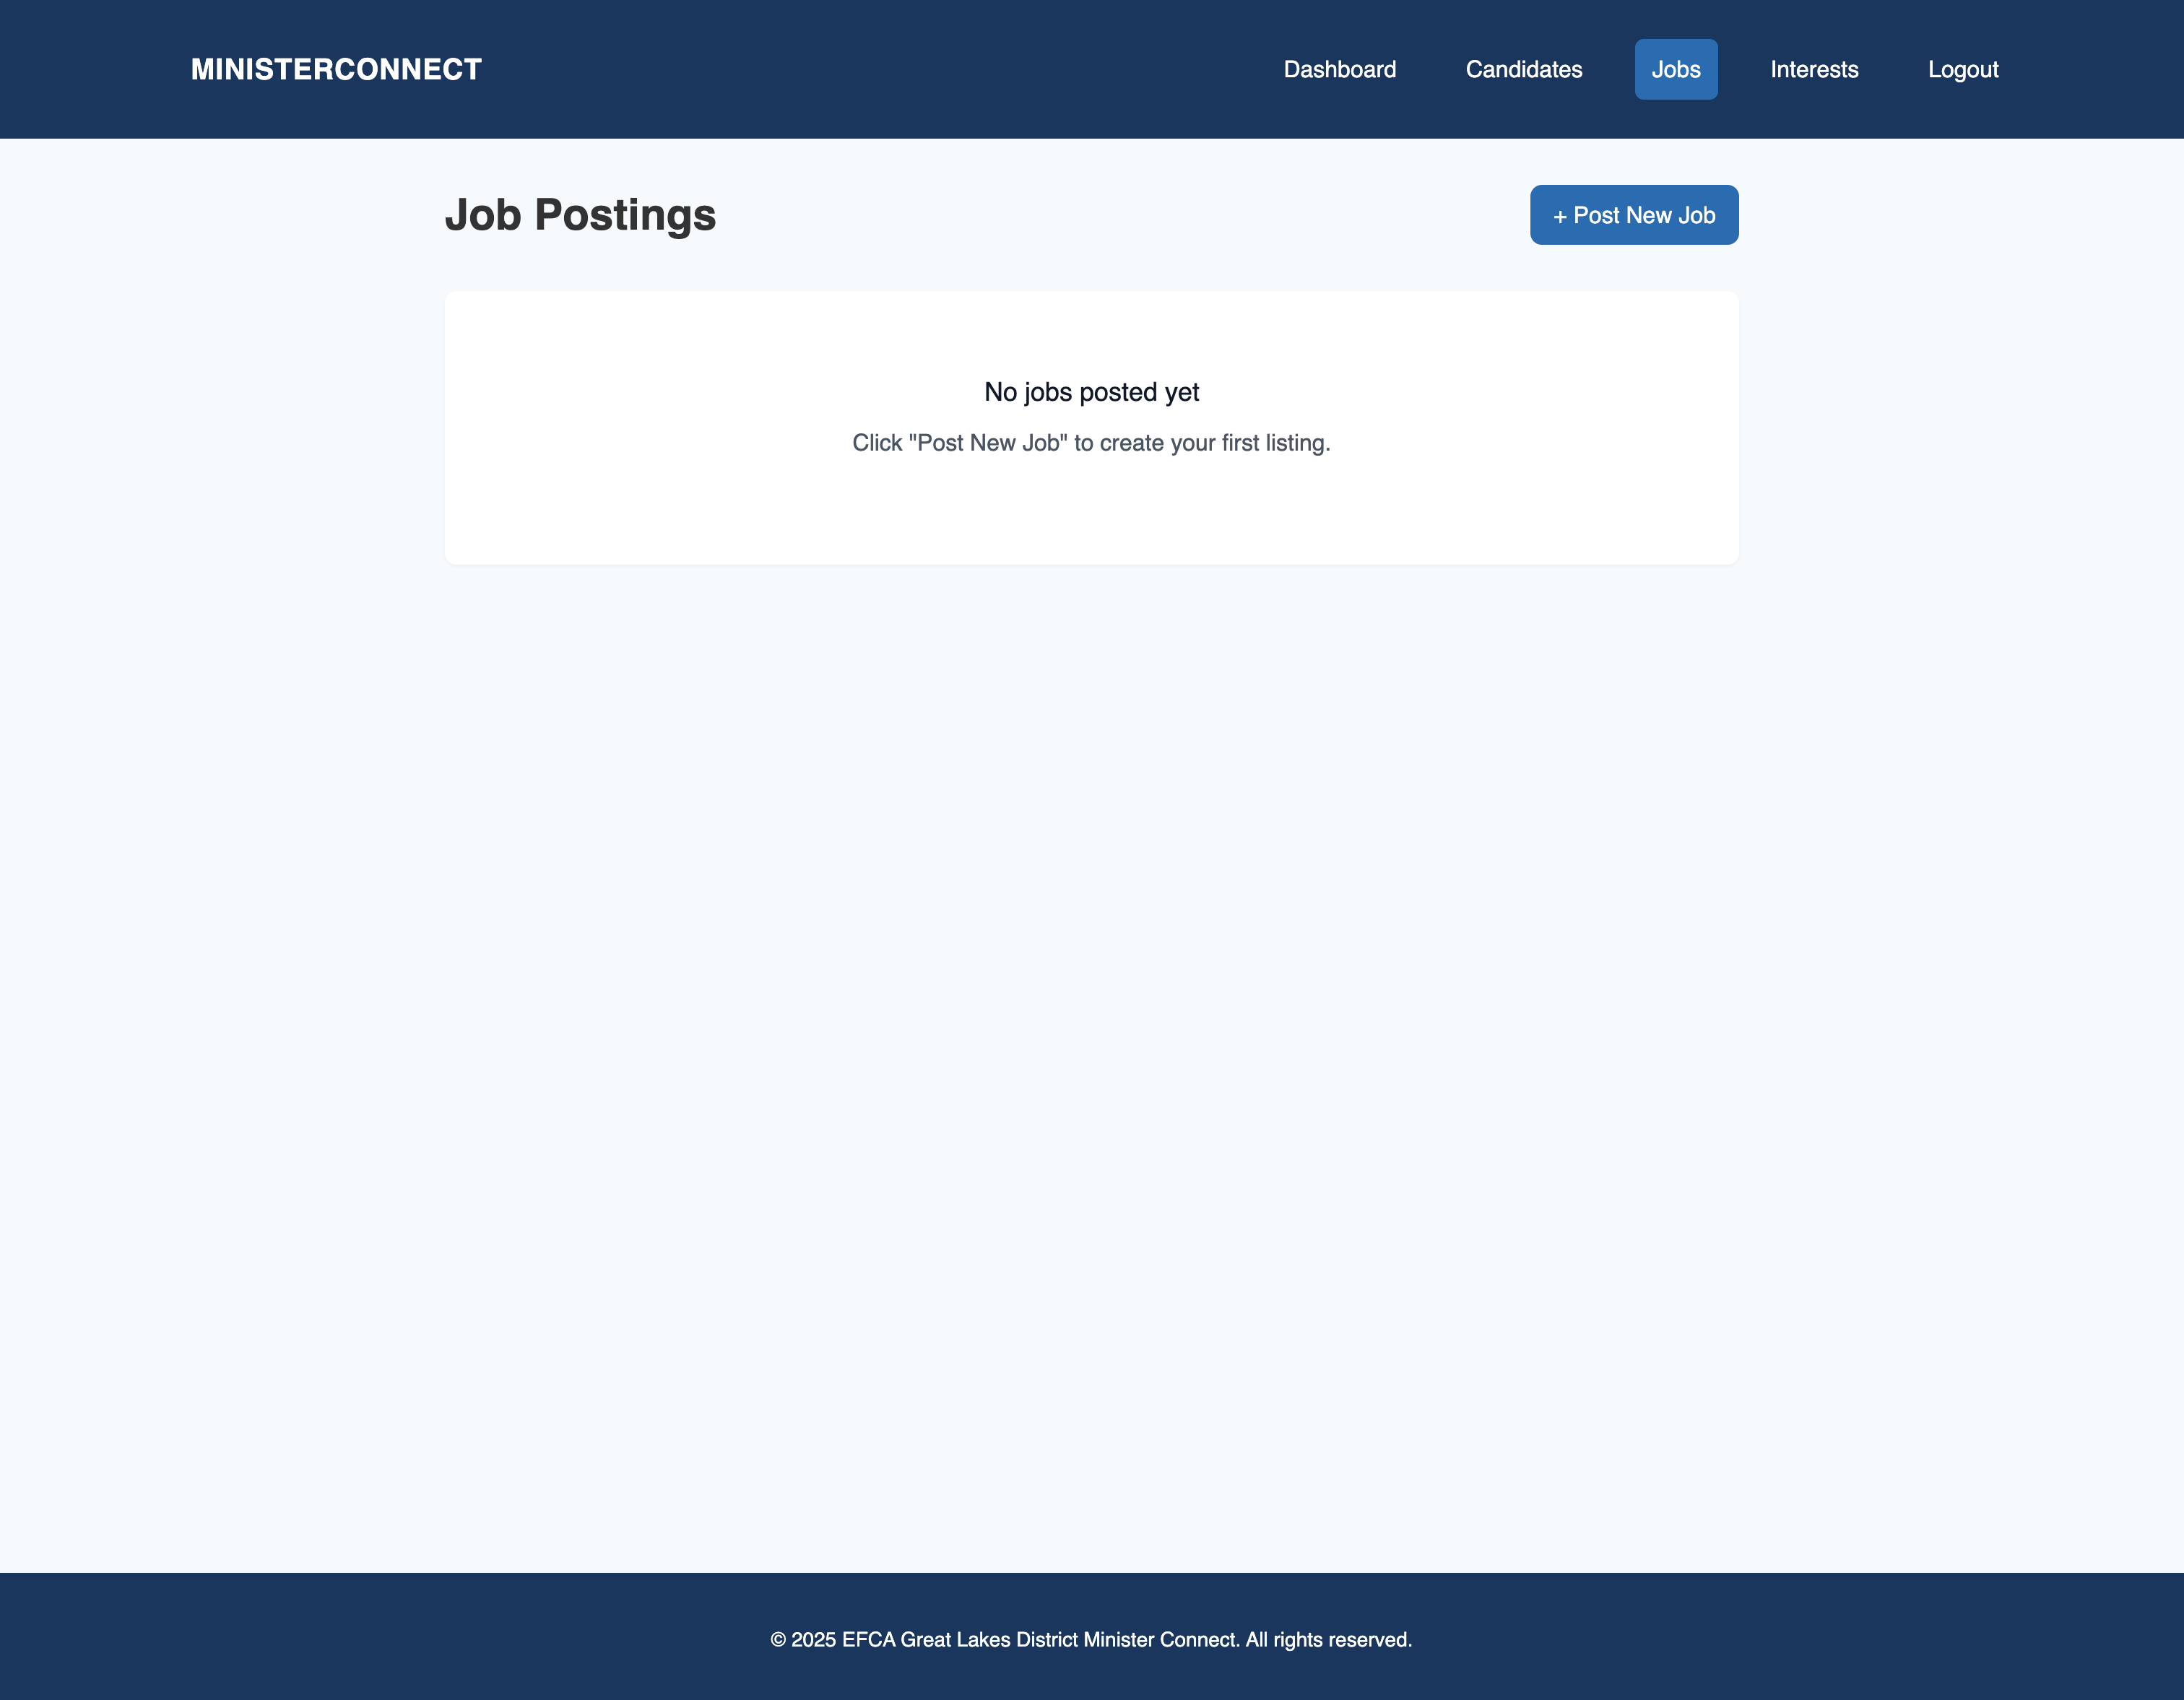 MINISTERCONNECT
Dashboard
Candidates
Jobs
Interests
Logout
Job Postings
+ Post New Job
No jobs posted yet
Click "Post New Job" to create your first listing.
© 2025 EFCA Great Lakes District Minister Connect. All rights reserved.